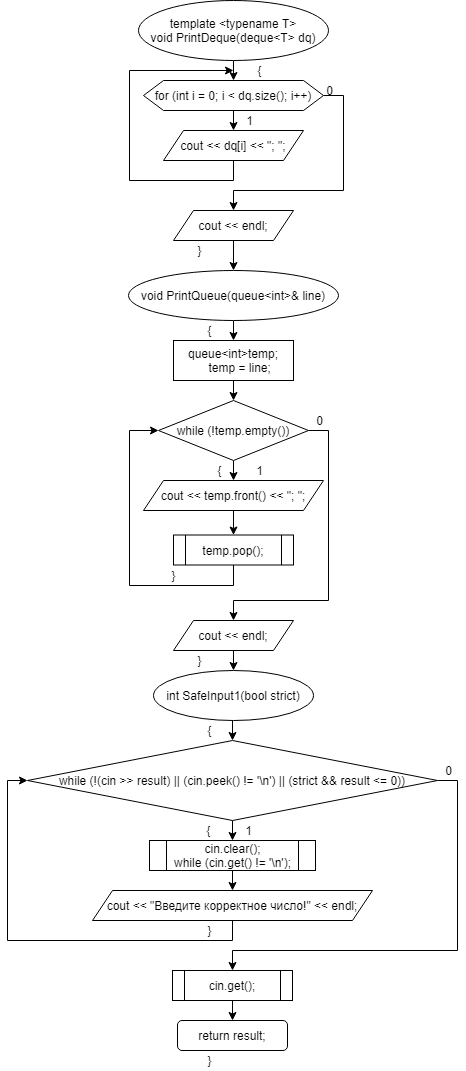 template <typename T>
void PrintDeque(deque<T> dq)
{
for (int i = 0; i < dq.size(); i++)
0
1
cout << dq[i] << "; ";
cout << endl;
}
void PrintQueue(queue<int>& line)
{
queue<int>temp;
temp = line;
while (!temp.empty())
0
{
1
cout << temp.front() << "; ";
temp.pop();
}
cout << endl;
}
int SafeInput1(bool strict)
{
while (!(cin >> result) || (cin.peek() != '\n') || (strict && result <= 0))
0
{
1
cin.clear();
while (cin.get() != '\n');
cout << "Введите корректное число!" << endl;
}
cin.get();
return result;
}